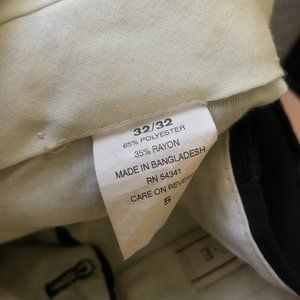 32/32
65% POLYESTER
35% RAYON
MADE IN BANGLADESH
RN 54341
CARE ON REVERSE
5